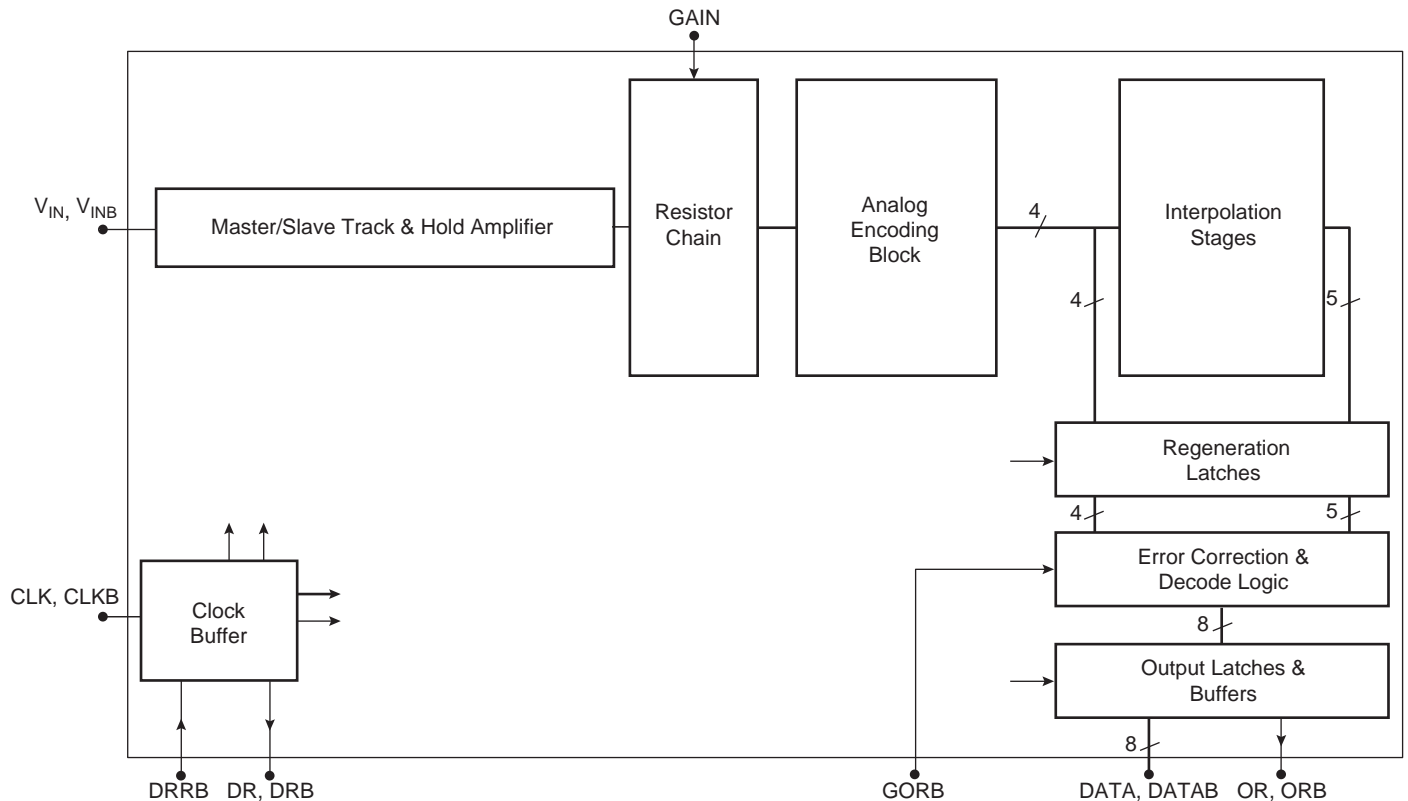 GAIN
V_IN, V_INB
Master/Slave Track & Hold Amplifier
Resistor
Chain
Analog
Encoding
Block
4
Interpolation
Stages
4
5
Regeneration
Latches
4
5
CLK, CLKB
Clock
Buffer
Error Correction &
Decode Logic
8
Output Latches &
Buffers
8
DRRB
DR, DRB
GORB
DATA, DATAB
OR, ORB